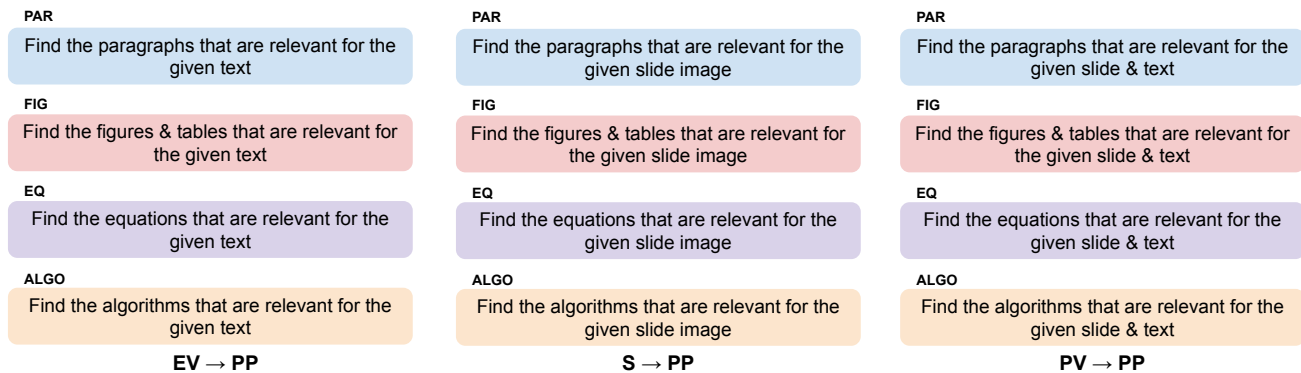 PAR
Find the paragraphs that are relevant for the
given text
FIG
Find the figures & tables that are relevant for
the given text
EQ
Find the equations that are relevant for the
given text
ALGO
Find the algorithms that are relevant for the
given text
EV → PP
PAR
Find the paragraphs that are relevant for the
given slide image
FIG
Find the figures & tables that are relevant for
the given slide image
EQ
Find the equations that are relevant for the
given slide image
ALGO
Find the algorithms that are relevant for the
given slide image
S → PP
PAR
Find the paragraphs that are relevant for the
given slide & text
FIG
Find the figures & tables that are relevant for
the given slide & text
EQ
Find the equations that are relevant for the
given slide & text
ALGO
Find the algorithms that are relevant for the
given slide & text
PV → PP